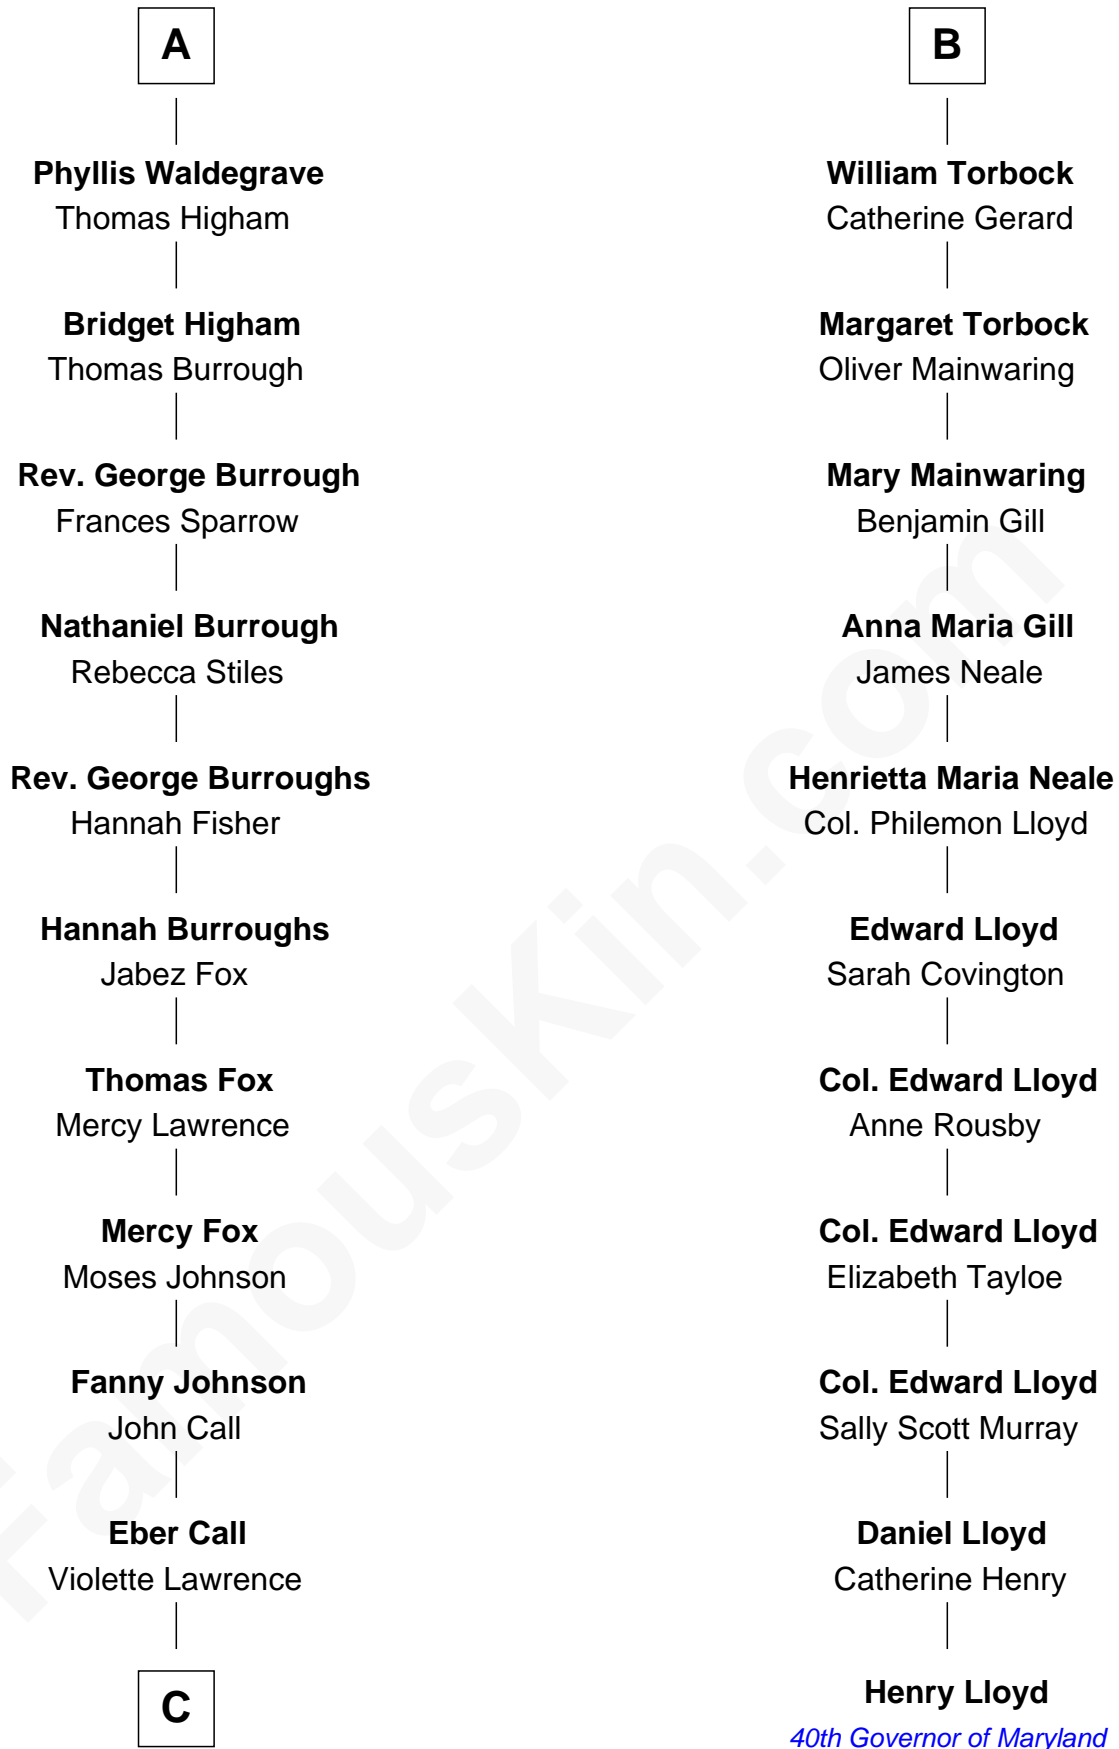 A
Phyllis Waldegrave
Thomas Higham
Bridget Higham
Thomas Burrough
Rev. George Burrough
Frances Sparrow
Nathaniel Burrough
Rebecca Stiles
Rev. George Burroughs
Hannah Fisher
Hannah Burroughs
Jabez Fox
Thomas Fox
Mercy Lawrence
Mercy Fox
Moses Johnson
Fanny Johnson
John Call
Eber Call
Violette Lawrence
C
B
William Torbock
Catherine Gerard
Margaret Torbock
Oliver Mainwaring
Mary Mainwaring
Benjamin Gill
Anna Maria Gill
James Neale
Henrietta Maria Neale
Col. Philemon Lloyd
Edward Lloyd
Sarah Covington
Col. Edward Lloyd
Anne Rousby
Col. Edward Lloyd
Elizabeth Tayloe
Col. Edward Lloyd
Sally Scott Murray
Daniel Lloyd
Catherine Henry
Henry Lloyd
40th Governor of Maryland
FamousKin.com